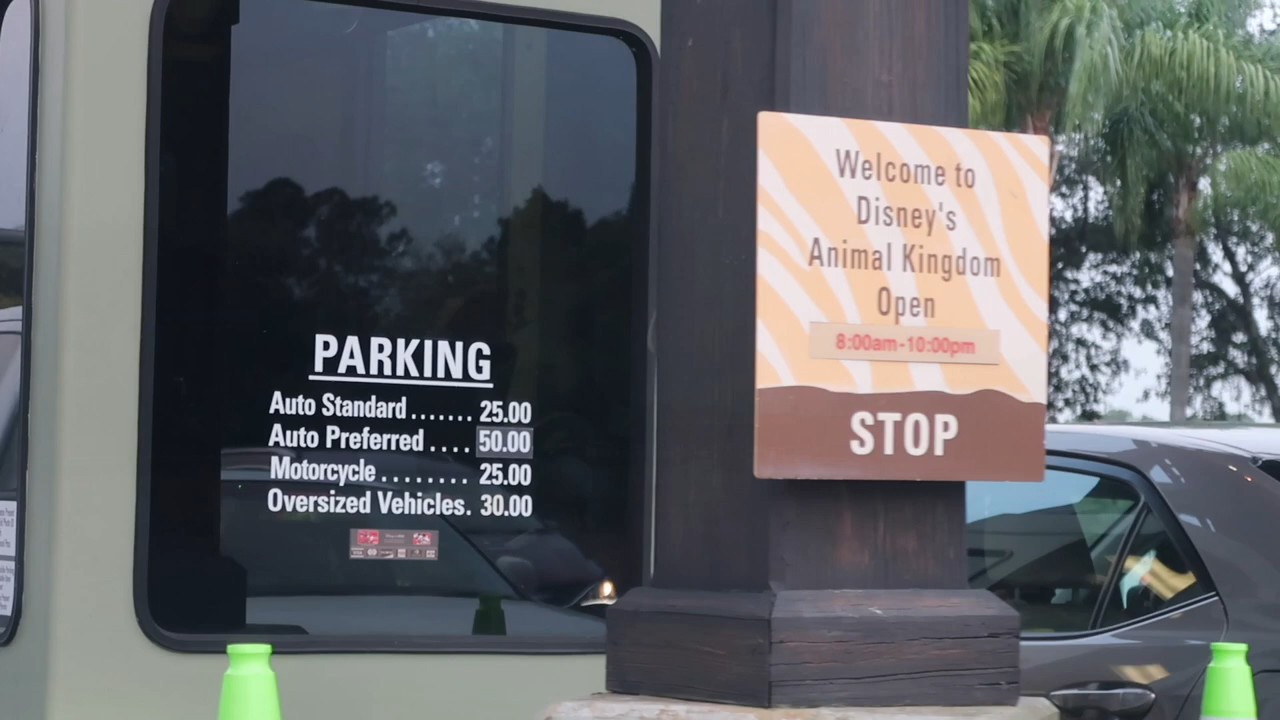 PARKING
Auto Standard ....... 25.00
Auto Preferred .... 50.00
Motorcycle ........ 25.00
Oversized Vehicles. 30.00
Welcome to
Disney's
Animal Kingdom
Open
8:00am-10:00pm
STOP